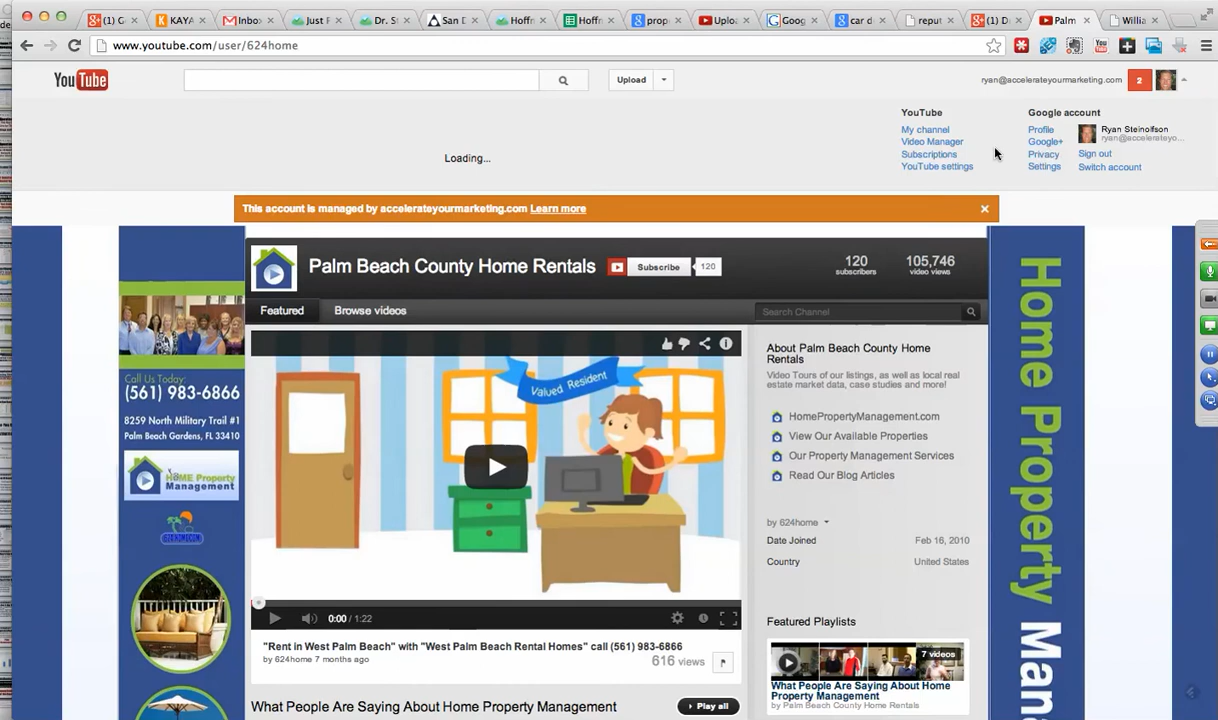 (1) G
KAYA
Inbox
Just F
Dr. S
San D
Hoffn
Hoffn
prop
Uploa
Goog
car d
reput
(1) D
Palm
Willia
www.youtube.com/user/624home
YouTube
Upload
ryan@accelerateyourmarketing.com
2
YouTube
My channel
Video Manager
Subscriptions
YouTube settings
Google account
Profile
Google+
Privacy
Settings
Ryan Steinolfson
ryan@accelerateyo...
Sign out
Switch account
Loading...
This account is managed by accelerateyourmarketing.com Learn more
Palm Beach County Home Rentals
Subscribe
120
120
subscribers
105,746
video views
Featured
Browse videos
Search Channel
Call Us Today:
(561) 983-6866
8259 North Military Trail #1
Palm Beach Gardens, FL 33410
HOME Property
Management
Valued Resident
0:00 / 1:22
"Rent in West Palm Beach" with "West Palm Beach Rental Homes" call (561) 983-6866
by 624home 7 months ago
616 views
What People Are Saying About Home Property Management
Play all
About Palm Beach County Home
Rentals
Video Tours of our listings, as well as local real
estate market data, case studies and more!
HomePropertyManagement.com
View Our Available Properties
Our Property Management Services
Read Our Blog Articles
by 624home
Date Joined
Feb 16, 2010
Country
United States
Featured Playlists
7 videos
What People Are Saying About Home
Property Management
by Palm Beach County Home Rentals
Home Property Mana